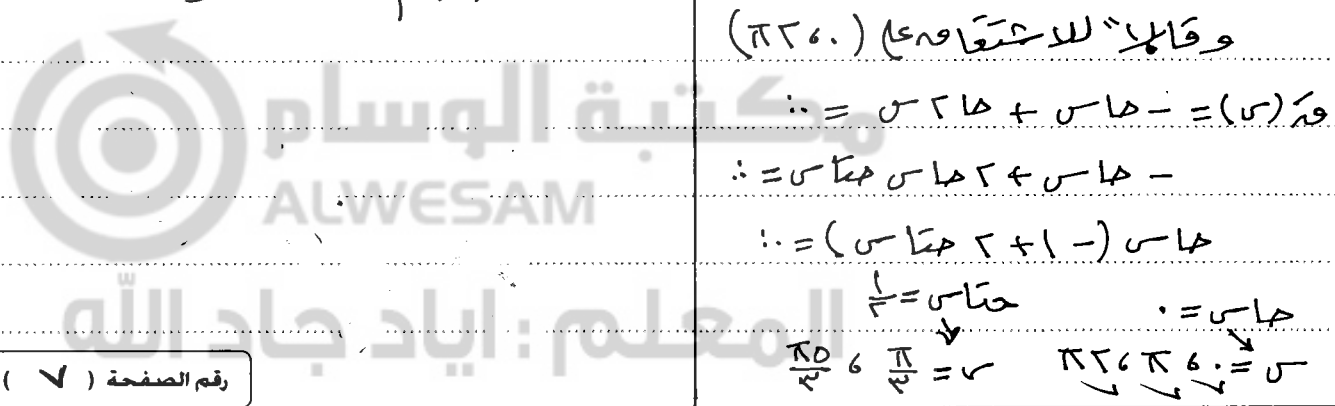 وقابلاً للاشتقاق على (٠، ٢π)
قَ(س) = - جاس + جا٢س = ٠
- جاس + ٢ جاس جتاس = ٠
جاس (- ١ + ٢ جتاس) = ٠
جاس = ٠ جتاس = ١/٢
س = ٠، π، ٢π س = π/٣، ٥π/٣
مكتبة الوسام
ALWESAM
المعلم : اياد جاد الله
رقم الصفحة ( ٧ )